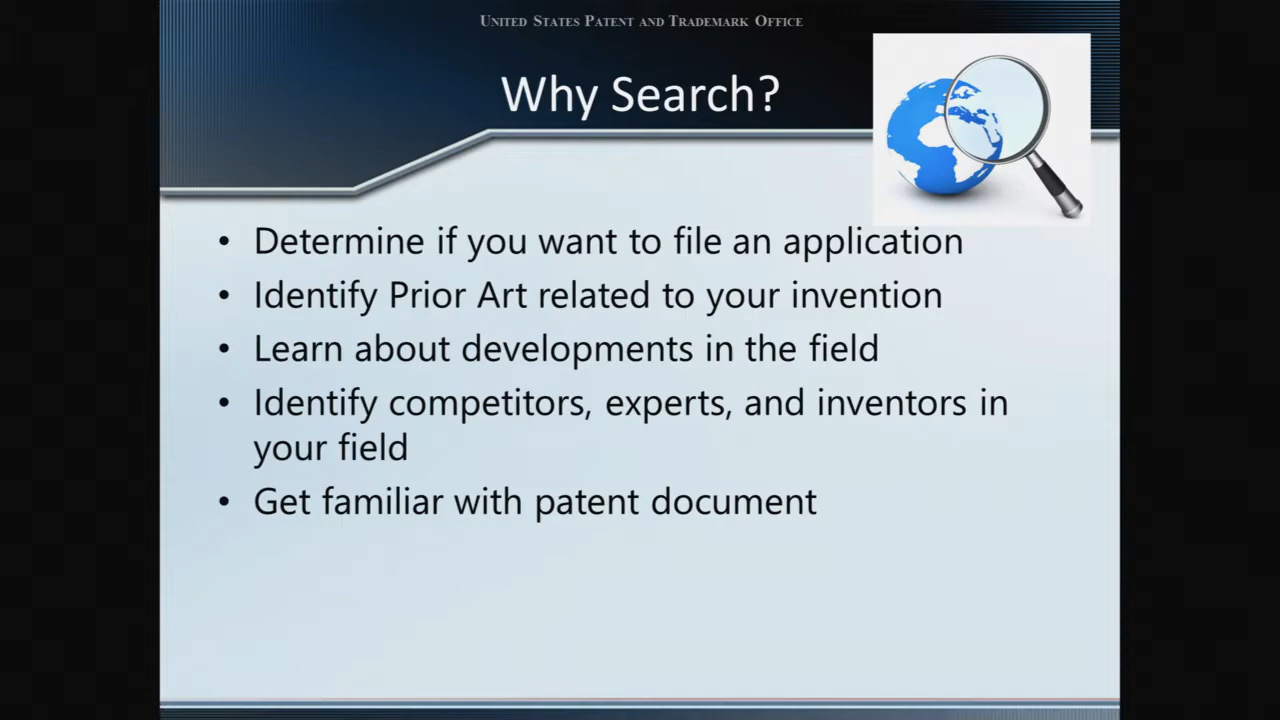 UNITED STATES PATENT AND TRADEMARK OFFICE
Why Search?
• Determine if you want to file an application
• Identify Prior Art related to your invention
• Learn about developments in the field
• Identify competitors, experts, and inventors in
your field
• Get familiar with patent document